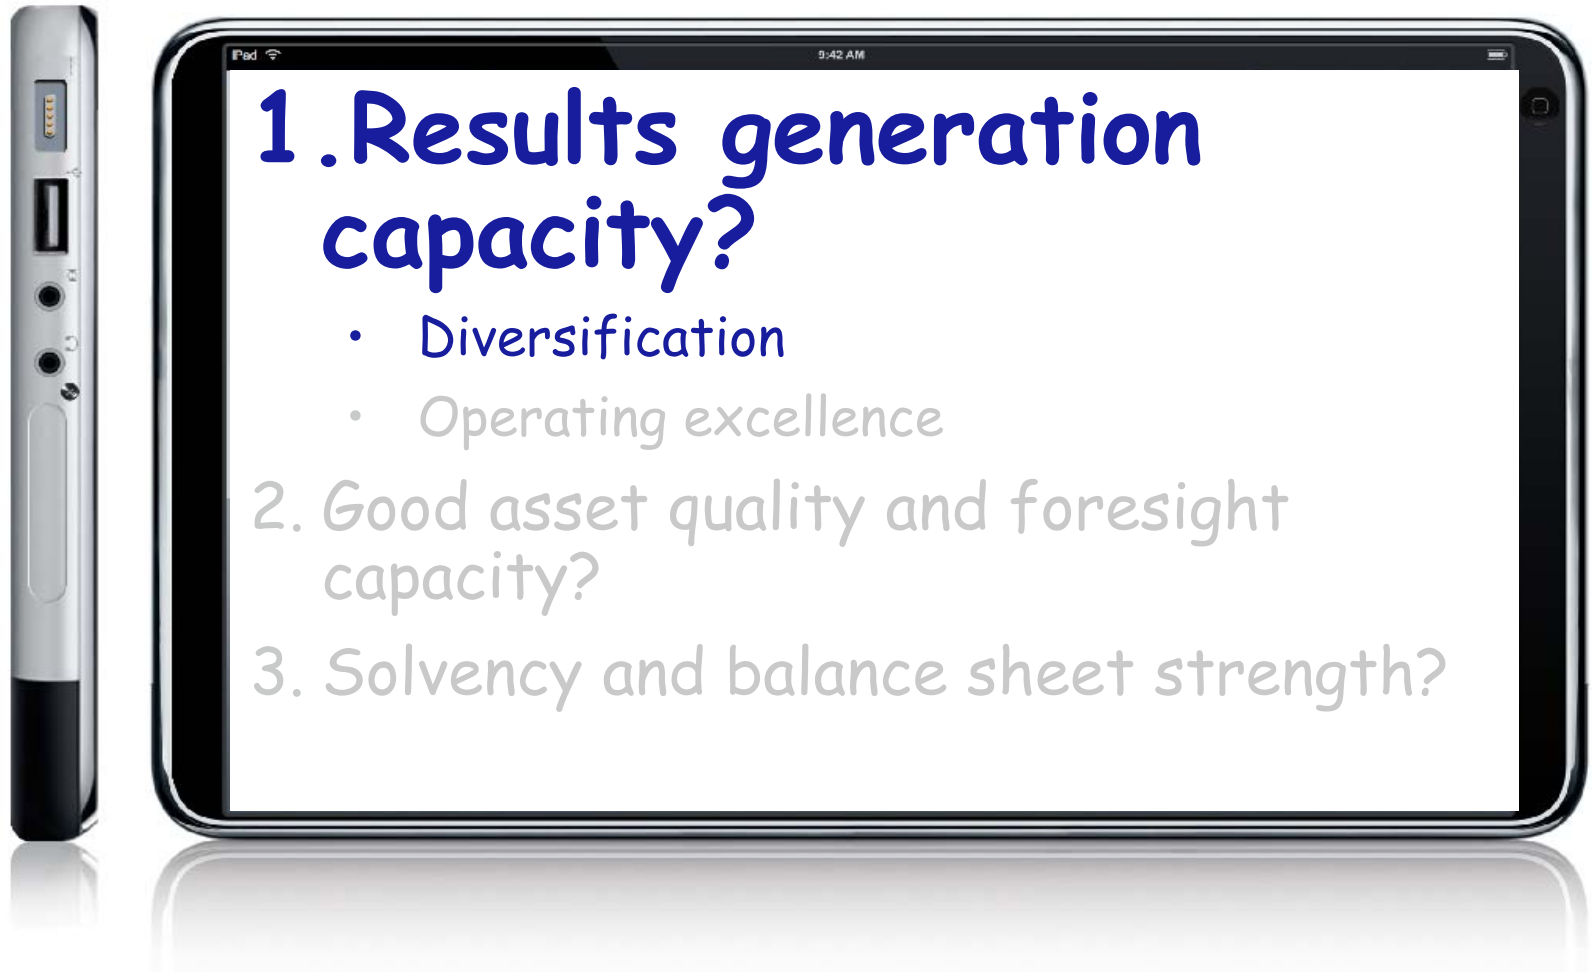 iPad
9:42 AM
1.Results generation
capacity?
• Diversification
• Operating excellence
2. Good asset quality and foresight
capacity?
3. Solvency and balance sheet strength?